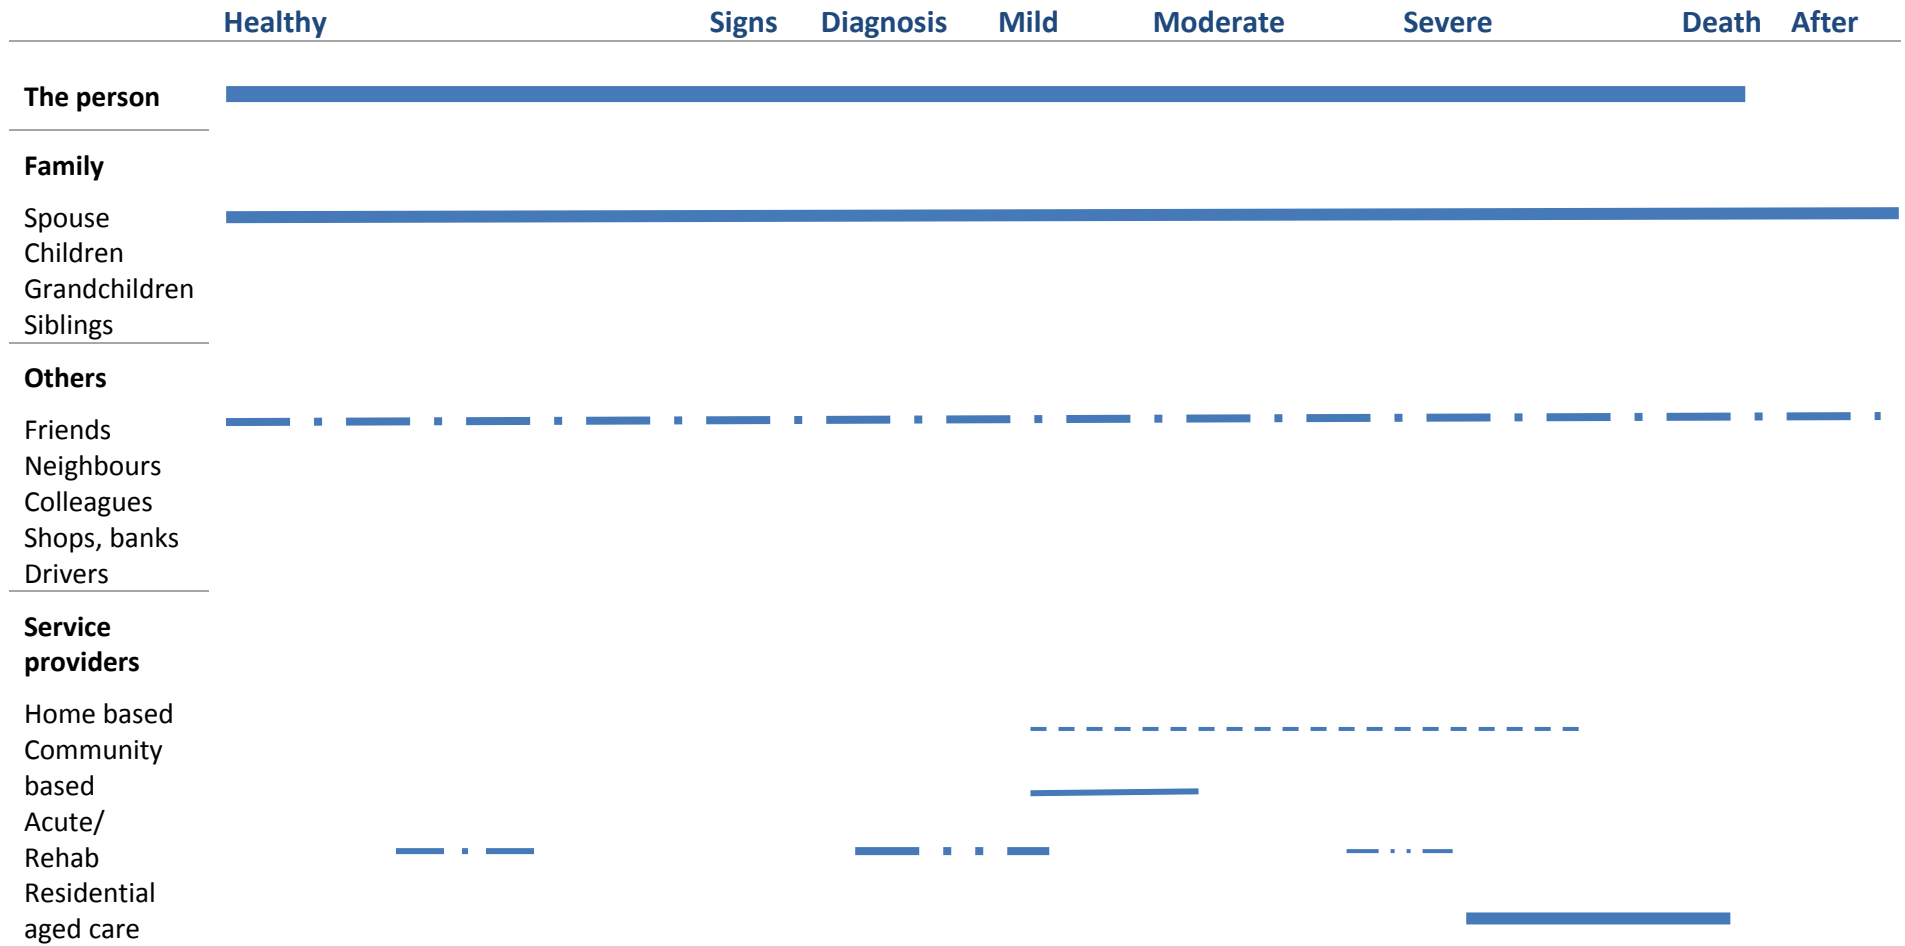 Healthy Signs Diagnosis Mild Moderate Severe Death After
The person
Family
Spouse
Children
Grandchildren
Siblings
Others
Friends
Neighbours
Colleagues
Shops, banks
Drivers
Service
providers
Home based
Community
based
Acute/
Rehab
Residential
aged care